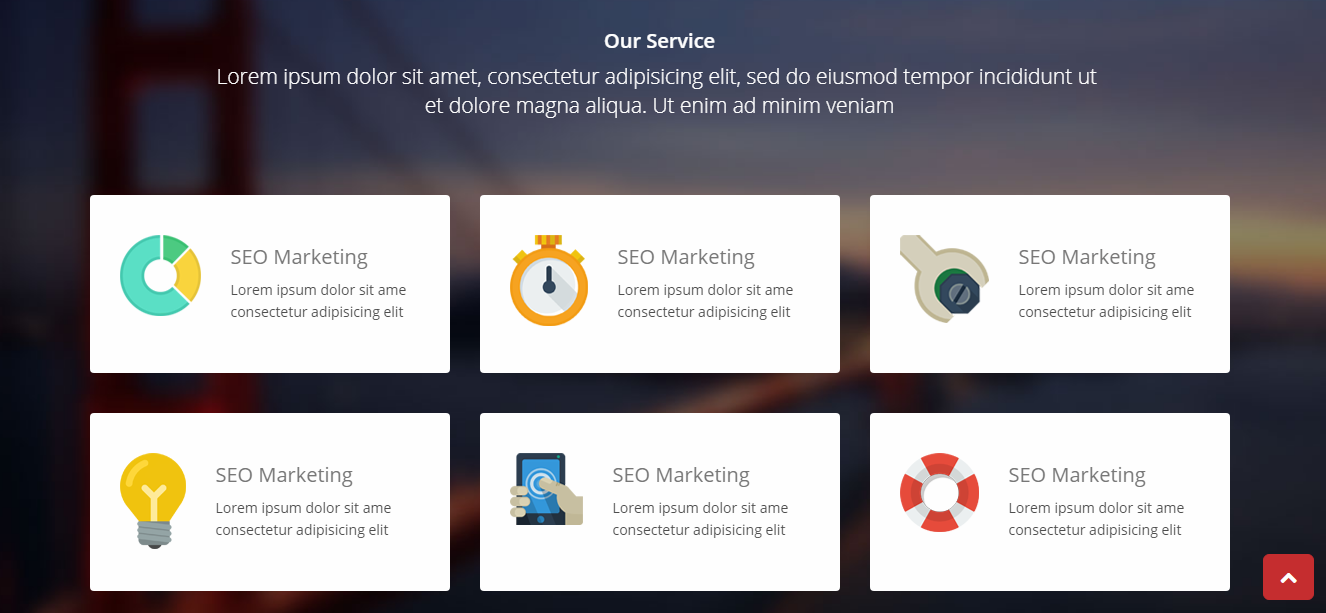 Our Service
Lorem ipsum dolor sit amet, consectetur adipisicing elit, sed do eiusmod tempor incididunt ut
et dolore magna aliqua. Ut enim ad minim veniam
SEO Marketing
Lorem ipsum dolor sit ame
consectetur adipisicing elit
SEO Marketing
Lorem ipsum dolor sit ame
consectetur adipisicing elit
SEO Marketing
Lorem ipsum dolor sit ame
consectetur adipisicing elit
SEO Marketing
Lorem ipsum dolor sit ame
consectetur adipisicing elit
SEO Marketing
Lorem ipsum dolor sit ame
consectetur adipisicing elit
SEO Marketing
Lorem ipsum dolor sit ame
consectetur adipisicing elit